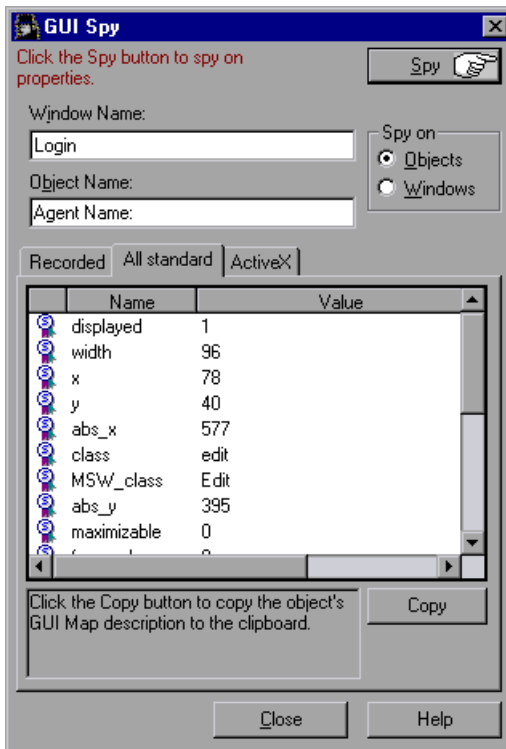 GUI Spy
Click the Spy button to spy on
properties.
Spy
Window Name:
Login
Spy on
Objects
Windows
Object Name:
Agent Name:
Recorded All standard ActiveX
Name Value
displayed 1
width 96
x 78
y 40
abs_x 577
class edit
MSW_class Edit
abs_y 395
maximizable 0
Click the Copy button to copy the object's
GUI Map description to the clipboard.
Copy
Close Help